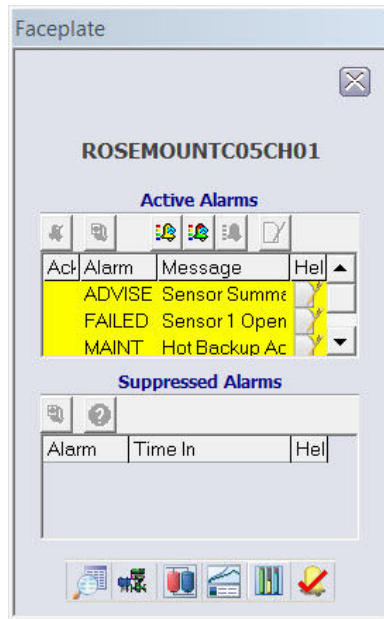 Faceplate
ROSEMOUNTC05CH01
Active Alarms
Ack Alarm Message Hel
ADVISE Sensor Summa
FAILED Sensor 1 Open
MAINT Hot Backup Ac
Suppressed Alarms
Alarm Time In Hel